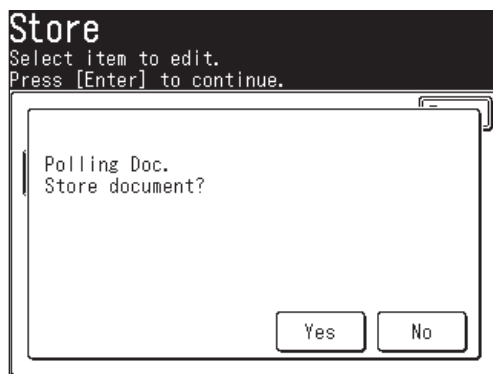 Store
Select item to edit.
Press [Enter] to continue.
Polling Doc.
Store document?
Yes
No